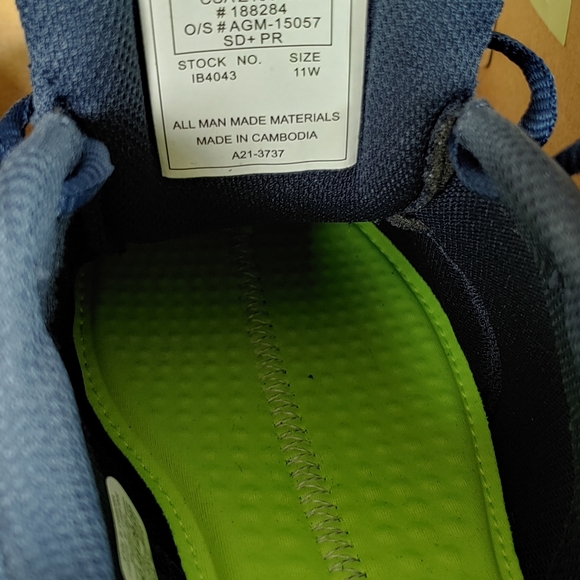 # 188284
O/S # AGM-15057
SD+ PR
STOCK NO. SIZE
IB4043 11W
ALL MAN MADE MATERIALS
MADE IN CAMBODIA
A21-3737